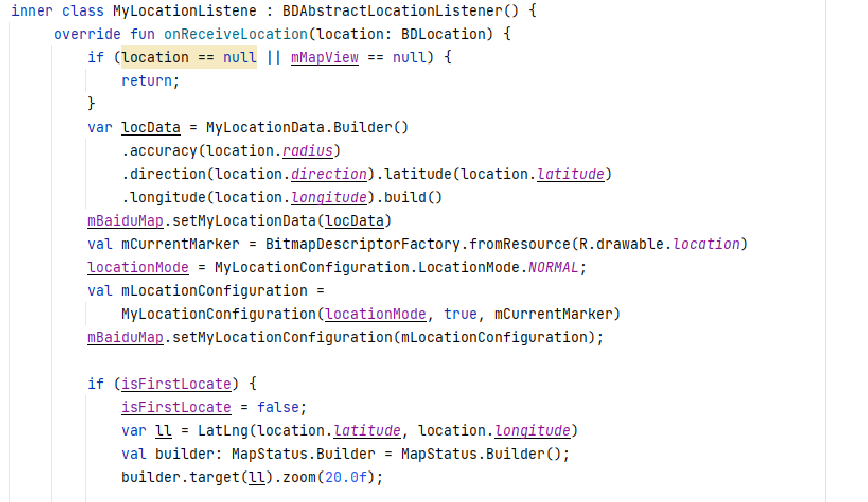 inner class MyLocationListene : BDAbstractLocationListener() {
override fun onReceiveLocation(location: BDLocation) {
if (location == null || mMapView == null) {
return;
}
var locData = MyLocationData.Builder()
.accuracy(location.radius)
.direction(location.direction).latitude(location.latitude)
.longitude(location.longitude).build()
mBaiduMap.setMyLocationData(locData)
val mCurrentMarker = BitmapDescriptorFactory.fromResource(R.drawable.location)
locationMode = MyLocationConfiguration.LocationMode.NORMAL;
val mLocationConfiguration =
MyLocationConfiguration(locationMode, true, mCurrentMarker)
mBaiduMap.setMyLocationConfiguration(mLocationConfiguration);
if (isFirstLocate) {
isFirstLocate = false;
var ll = LatLng(location.latitude, location.longitude)
val builder: MapStatus.Builder = MapStatus.Builder();
builder.target(ll).zoom(20.0f);